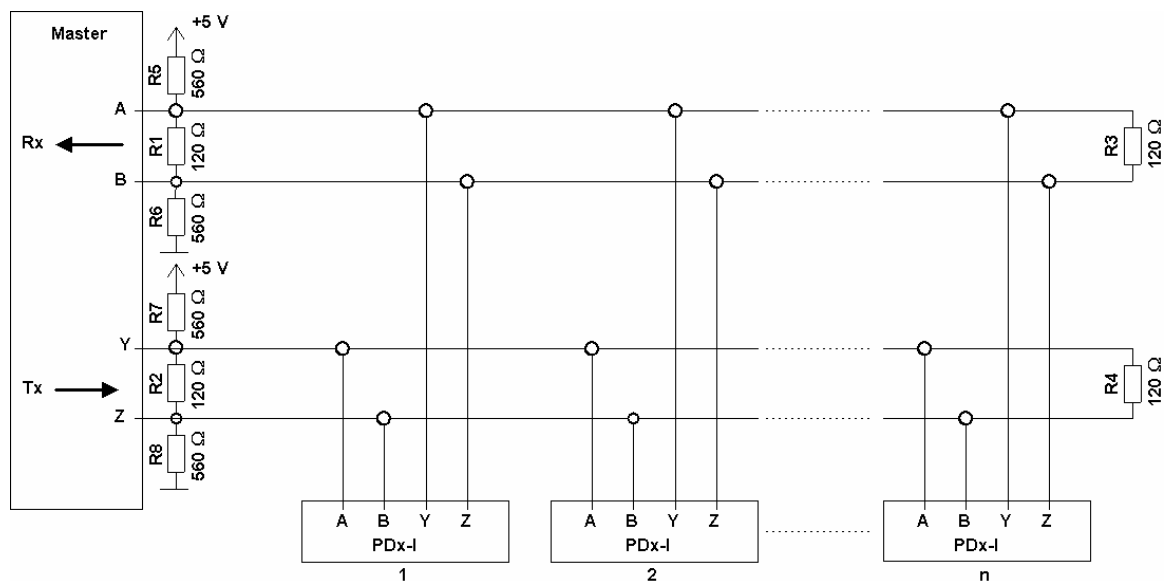 Master
+5 V
R5
560 Ω
A
Rx
R1
120 Ω
R3
120 Ω
B
R6
560 Ω
+5 V
R7
560 Ω
Y
Tx
R2
120 Ω
R4
120 Ω
Z
R8
560 Ω
A B Y Z
PDx-I
1
A B Y Z
PDx-I
2
A B Y Z
PDx-I
n